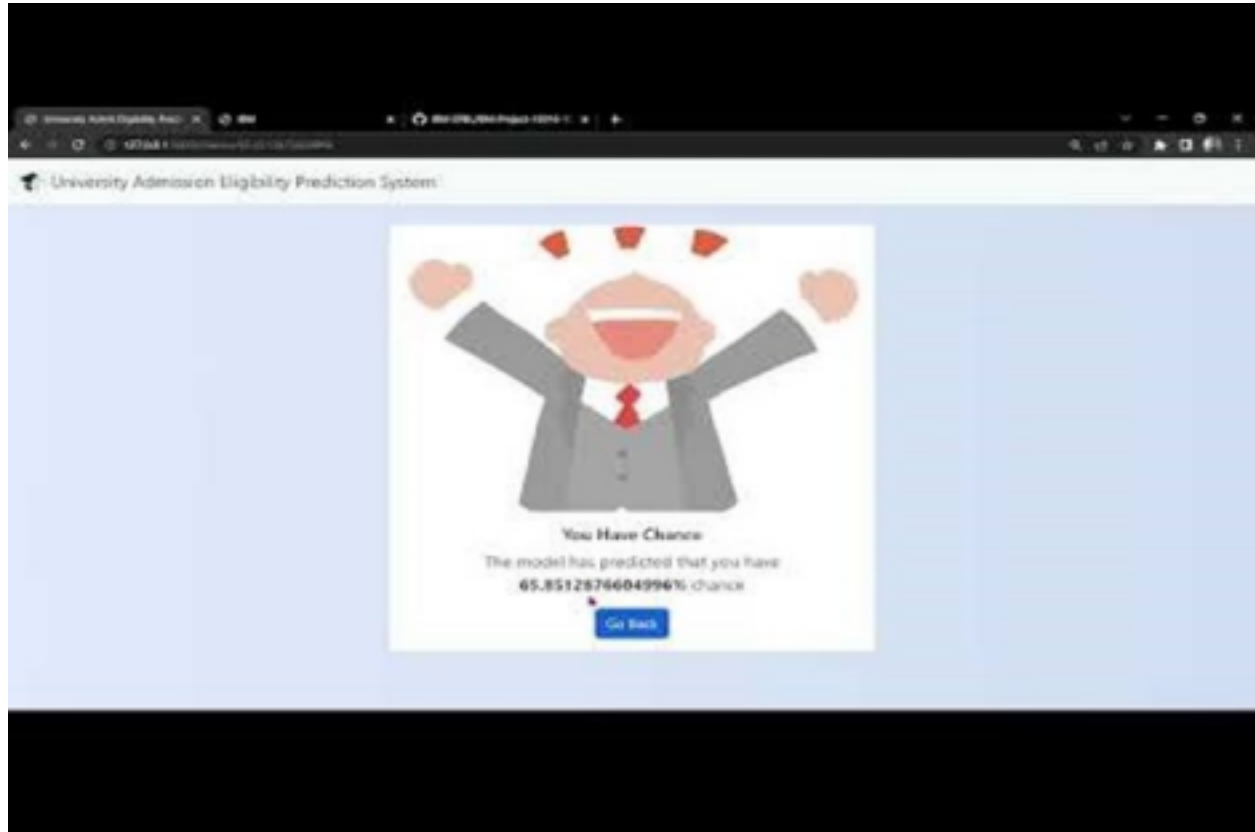 IBM
University Admission Eligibility Prediction System
You Have Chance
The model has predicted that you have
65.8512876604996% chance
Go Back